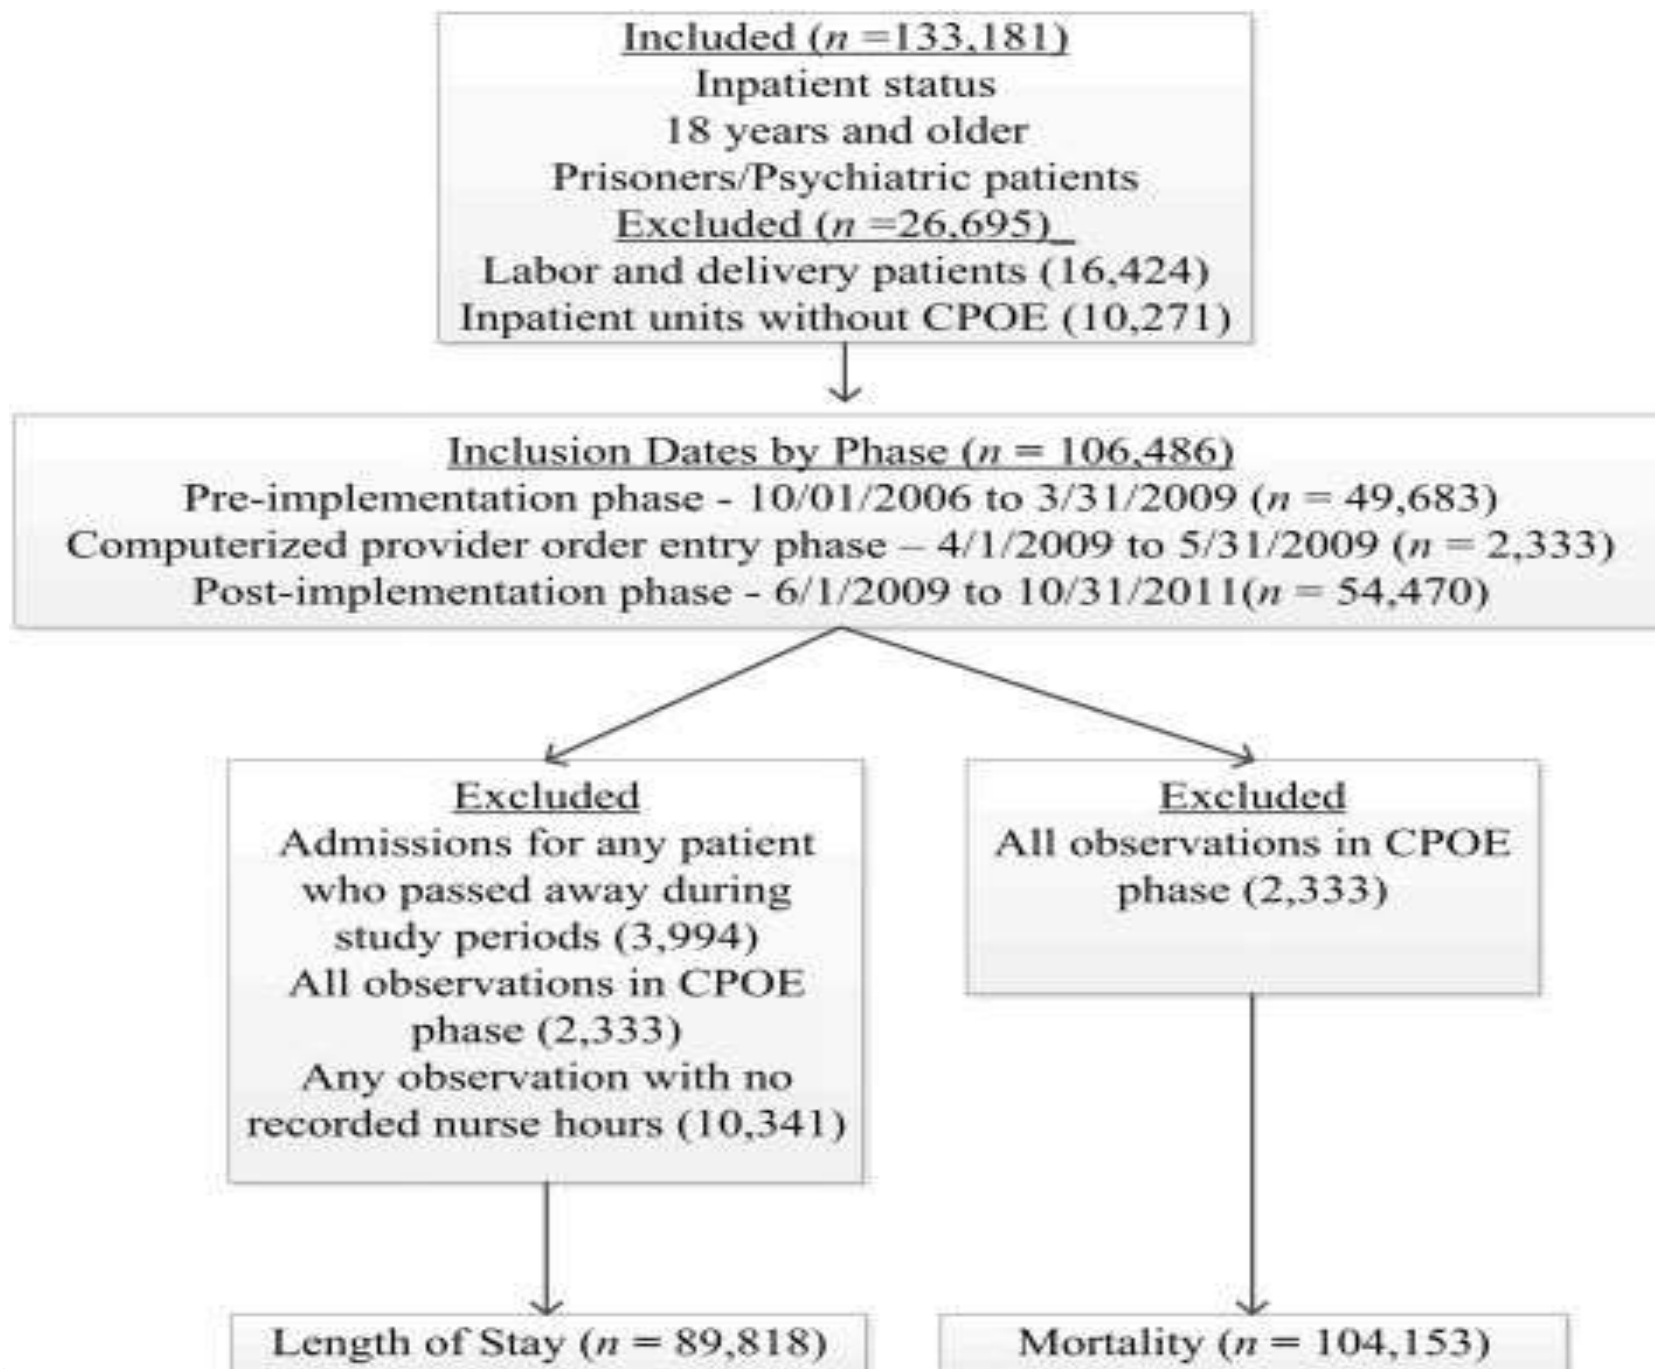 Included (n =133,181)
Inpatient status
18 years and older
Prisoners/Psychiatric patients
Excluded (n =26,695)_
Labor and delivery patients (16,424)
Inpatient units without CPOE (10,271)
Inclusion Dates by Phase (n = 106,486)
Pre-implementation phase - 10/01/2006 to 3/31/2009 (n = 49,683)
Computerized provider order entry phase – 4/1/2009 to 5/31/2009 (n = 2,333)
Post-implementation phase - 6/1/2009 to 10/31/2011(n = 54,470)
Excluded
Admissions for any patient
who passed away during
study periods (3,994)
All observations in CPOE
phase (2,333)
Any observation with no
recorded nurse hours (10,341)
Excluded
All observations in CPOE
phase (2,333)
Length of Stay (n = 89,818)
Mortality (n = 104,153)